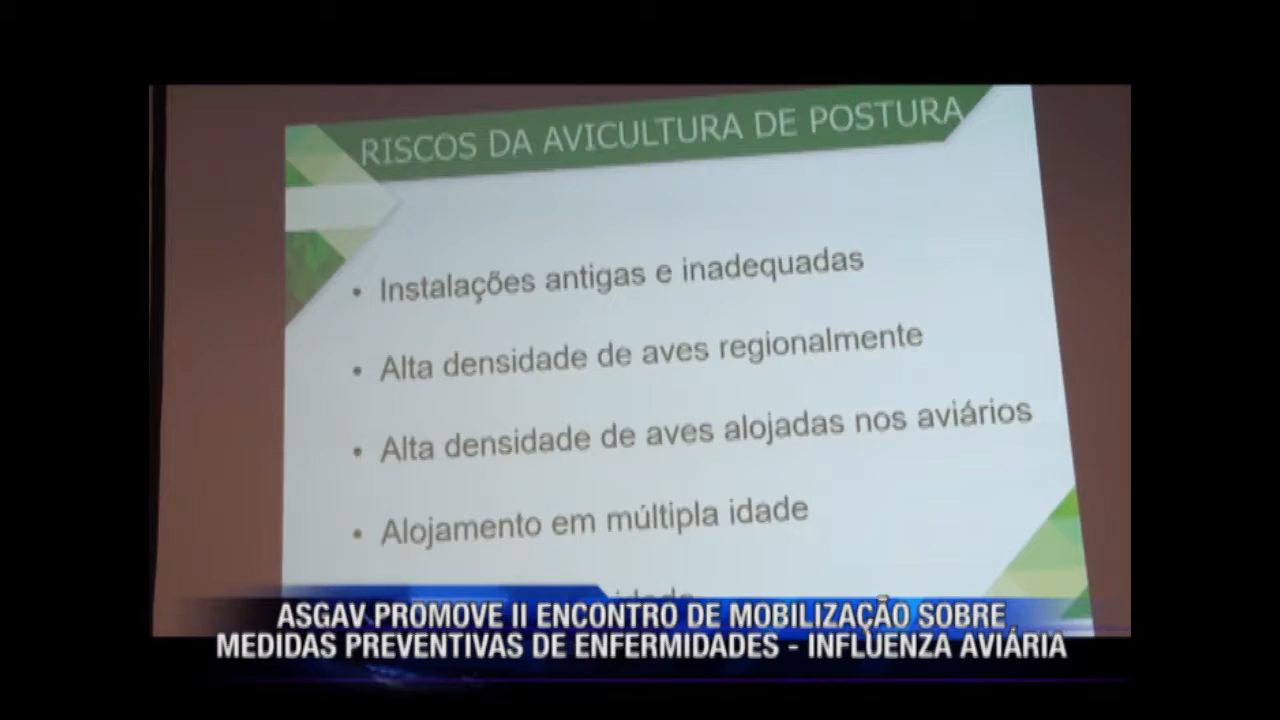 RISCOS DA AVICULTURA DE POSTURA
• Instalações antigas e inadequadas
• Alta densidade de aves regionalmente
• Alta densidade de aves alojadas nos aviários
• Alojamento em múltipla idade
ASGAV PROMOVE II ENCONTRO DE MOBILIZAÇÃO SOBRE
MEDIDAS PREVENTIVAS DE ENFERMIDADES - INFLUENZA AVIÁRIA